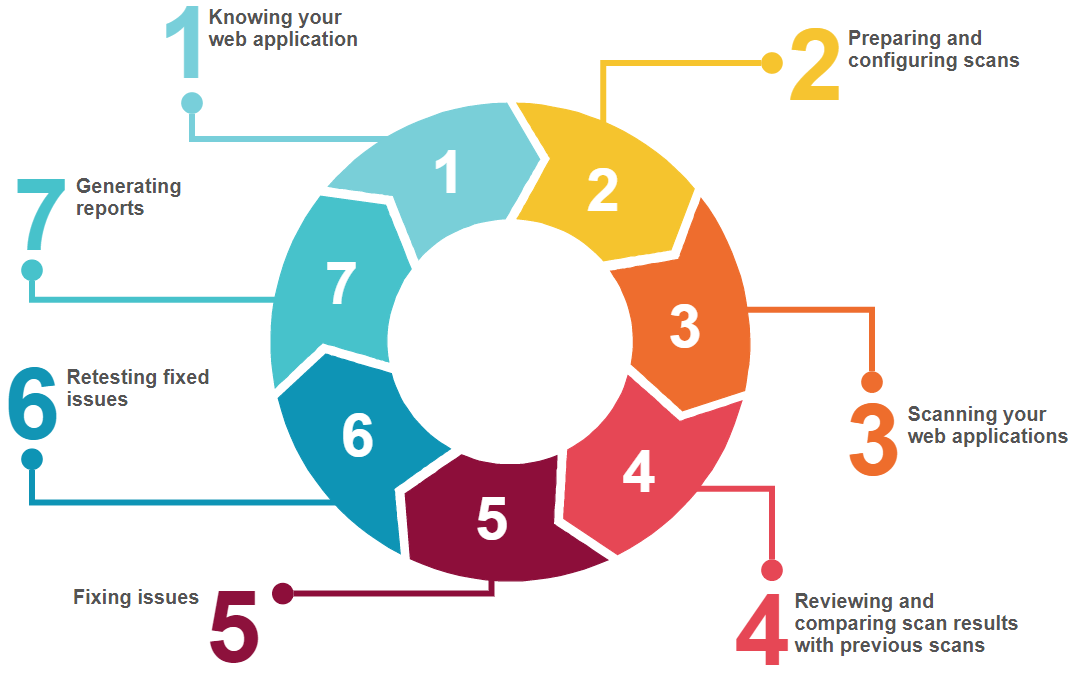 1
Knowing your
web application
2
Preparing and
configuring scans
3
Scanning your
web applications
4
Reviewing and
comparing scan results
with previous scans
5
Fixing issues
6
Retesting fixed
issues
7
Generating
reports
1
2
3
4
5
6
7